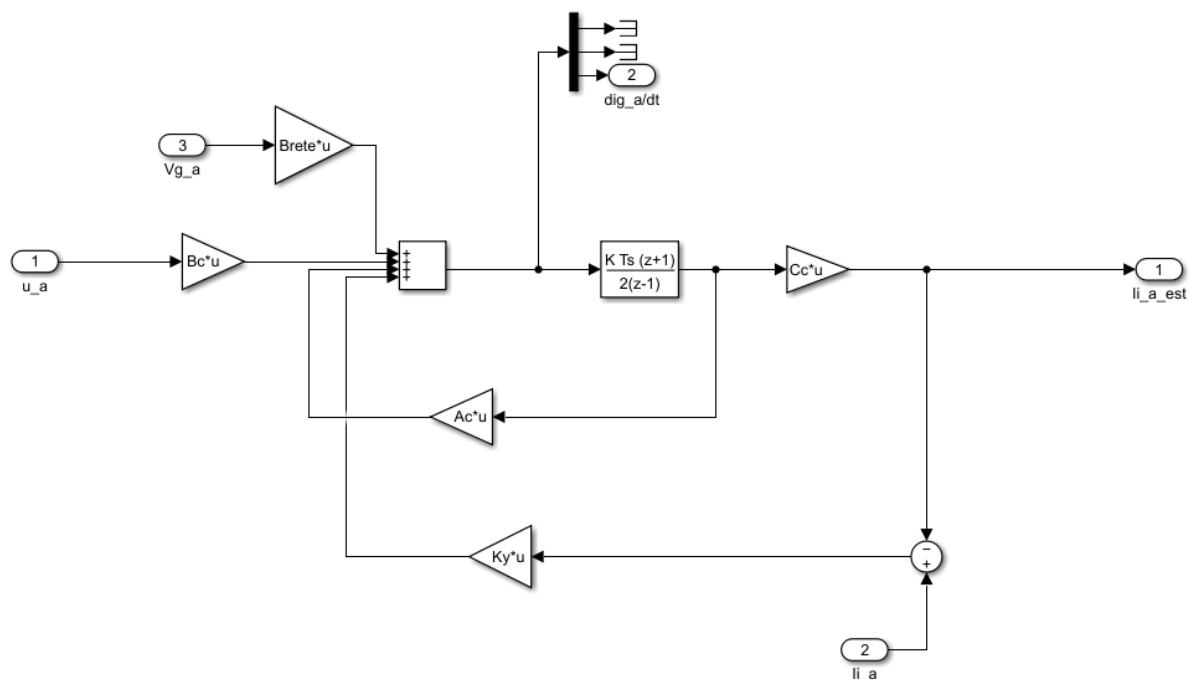 2
dig_a/dt
3
Brete*u
Vg_a
+
+
+
+
1
Bc*u
u_a
K Ts (z+1)
2(z-1)
Cc*u
1
Ii_a_est
Ac*u
Ky*u
−
+
2
Ii_a